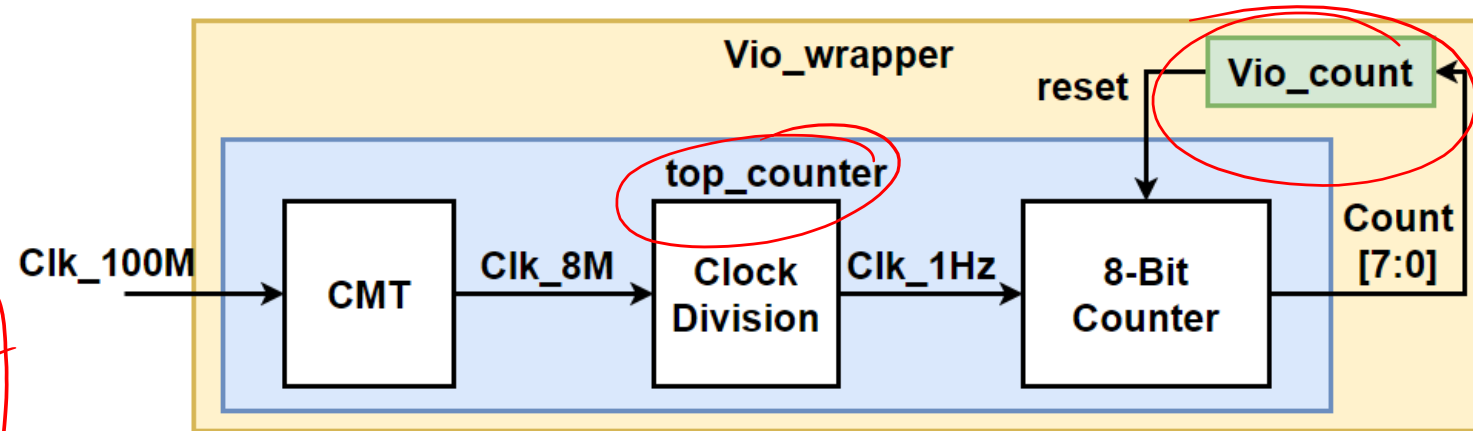 Vio_wrapper
Vio_count
reset
top_counter
Clk_100M
CMT
Clk_8M
Clock
Division
Clk_1Hz
8-Bit
Counter
Count
[7:0]